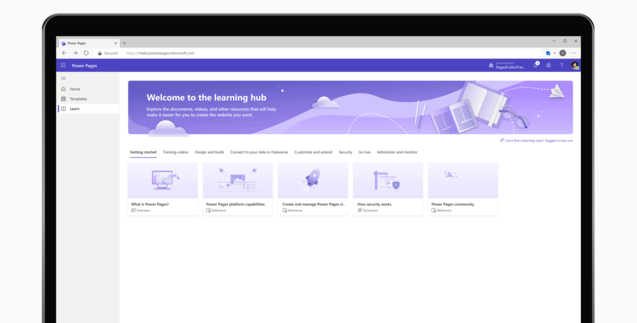 Power Pages
Secured
https://make.powerpages.microsoft.com
Power Pages
Environment
Home
Templates
Learn
Welcome to the learning hub
Explore the documents, videos, and other resources that will help
make it easier for you to create the website you want.
Can't find a learning topic? Suggest a new one
Getting started Training videos Design and build Connect to your data in Dataverse Customize and extend Security Go live Administer and monitor
What is Power Pages? Power Pages platform capabilities Create and manage Power Pages si... How security works Power Pages community
Overview Reference Reference Quickstart Reference